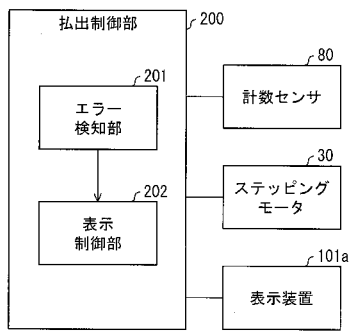 払出制御部
200
201
エラー
検知部
202
表示
制御部
80
計数センサ
30
ステッピング
モータ
101a
表示装置